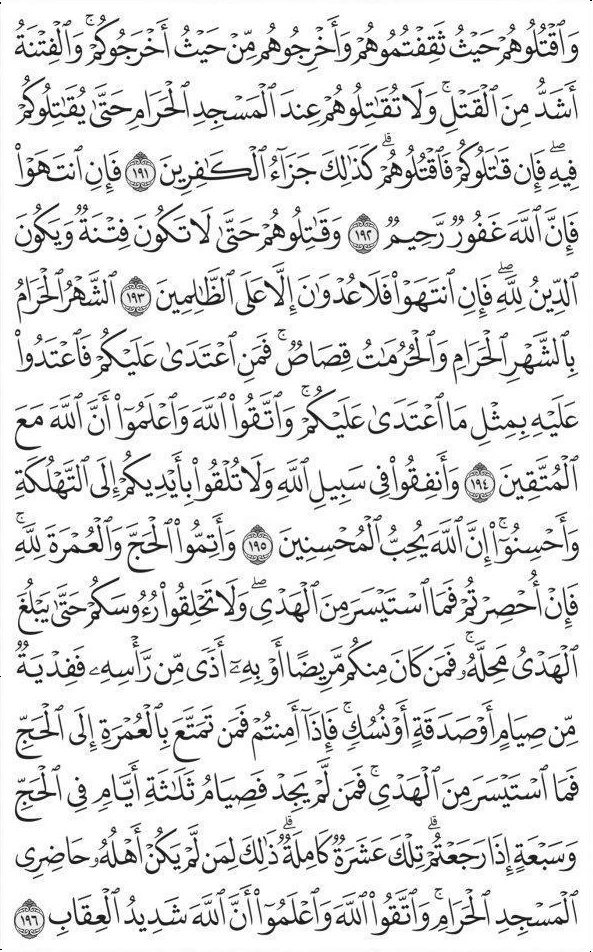 وَٱقۡتُلُوهُمۡ حَيۡثُ ثَقِفۡتُمُوهُمۡ وَأَخۡرِجُوهُم مِّنۡ حَيۡثُ أَخۡرَجُوكُمۡۚ وَٱلۡفِتۡنَةُ
أَشَدُّ مِنَ ٱلۡقَتۡلِۚ وَلَا تُقَٰتِلُوهُمۡ عِندَ ٱلۡمَسۡجِدِ ٱلۡحَرَامِ حَتَّىٰ يُقَٰتِلُوكُمۡ
فِيهِۖ فَإِن قَٰتَلُوكُمۡ فَٱقۡتُلُوهُمۡۗ كَذَٰلِكَ جَزَآءُ ٱلۡكَٰفِرِينَ ١٩١ فَإِنِ ٱنتَهَوۡاْ
فَإِنَّ ٱللَّهَ غَفُورٞ رَّحِيمٞ ١٩٢ وَقَٰتِلُوهُمۡ حَتَّىٰ لَا تَكُونَ فِتۡنَةٞ وَيَكُونَ
ٱلدِّينُ لِلَّهِۖ فَإِنِ ٱنتَهَوۡاْ فَلَا عُدۡوَٰنَ إِلَّا عَلَى ٱلظَّٰلِمِينَ ١٩٣ ٱلشَّهۡرُ ٱلۡحَرَامُ
بِٱلشَّهۡرِ ٱلۡحَرَامِ وَٱلۡحُرُمَٰتُ قِصَاصٞۚ فَمَنِ ٱعۡتَدَىٰ عَلَيۡكُمۡ فَٱعۡتَدُواْ
عَلَيۡهِ بِمِثۡلِ مَا ٱعۡتَدَىٰ عَلَيۡكُمۡۚ وَٱتَّقُواْ ٱللَّهَ وَٱعۡلَمُوٓاْ أَنَّ ٱللَّهَ مَعَ
ٱلۡمُتَّقِينَ ١٩٤ وَأَنفِقُواْ فِي سَبِيلِ ٱللَّهِ وَلَا تُلۡقُواْ بِأَيۡدِيكُمۡ إِلَى ٱلتَّهۡلُكَةِ
وَأَحۡسِنُوٓاْۚ إِنَّ ٱللَّهَ يُحِبُّ ٱلۡمُحۡسِنِينَ ١٩٥ وَأَتِمُّواْ ٱلۡحَجَّ وَٱلۡعُمۡرَةَ لِلَّهِۚ
فَإِنۡ أُحۡصِرۡتُمۡ فَمَا ٱسۡتَيۡسَرَ مِنَ ٱلۡهَدۡيِۖ وَلَا تَحۡلِقُواْ رُءُوسَكُمۡ حَتَّىٰ يَبۡلُغَ
ٱلۡهَدۡيُ مَحِلَّهُۥۚ فَمَن كَانَ مِنكُم مَّرِيضًا أَوۡ بِهِۦٓ أَذٗى مِّن رَّأۡسِهِۦ فَفِدۡيَةٞ
مِّن صِيَامٍ أَوۡ صَدَقَةٍ أَوۡ نُسُكٖۚ فَإِذَآ أَمِنتُمۡ فَمَن تَمَتَّعَ بِٱلۡعُمۡرَةِ إِلَى ٱلۡحَجِّ
فَمَا ٱسۡتَيۡسَرَ مِنَ ٱلۡهَدۡيِۚ فَمَن لَّمۡ يَجِدۡ فَصِيَامُ ثَلَٰثَةِ أَيَّامٖ فِي ٱلۡحَجِّ
وَسَبۡعَةٍ إِذَا رَجَعۡتُمۡۗ تِلۡكَ عَشَرَةٞ كَامِلَةٞۗ ذَٰلِكَ لِمَن لَّمۡ يَكُنۡ أَهۡلُهُۥ حَاضِرِي
ٱلۡمَسۡجِدِ ٱلۡحَرَامِۚ وَٱتَّقُواْ ٱللَّهَ وَٱعۡلَمُوٓاْ أَنَّ ٱللَّهَ شَدِيدُ ٱلۡعِقَابِ ١٩٦